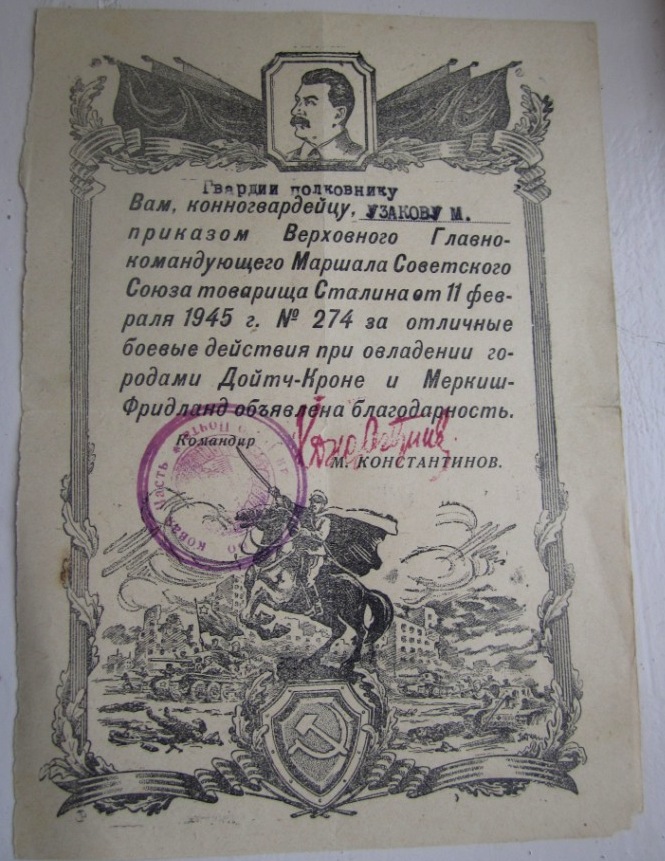 Гвардии полковнику
Вам, конногвардейцу, УЗАКОВУ М.
приказом Верховного Главно-
командующего Маршала Советского
Союза товарища Сталина от 11 фев-
раля 1945 г. № 274 за отличные
боевые действия при овладении го-
родами Дойтч-Кроне и Меркиш-
Фридланд объявлена благодарность.
Командир
М. КОНСТАНТИНОВ.
часть